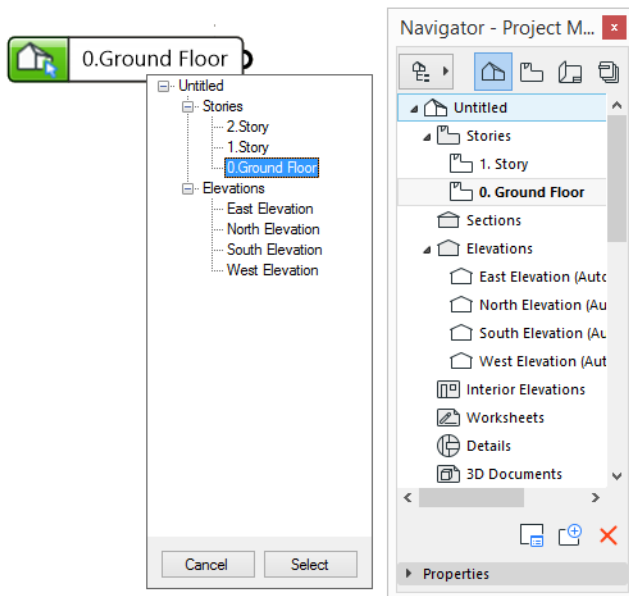 0.Ground Floor
Untitled
Stories
2.Story
1.Story
0.Ground Floor
Elevations
East Elevation
North Elevation
South Elevation
West Elevation
Cancel
Select
Navigator - Project M...
Untitled
Stories
1. Story
0. Ground Floor
Sections
Elevations
East Elevation (Autc
North Elevation (Au
South Elevation (Au
West Elevation (Aut
Interior Elevations
Worksheets
Details
3D Documents
Properties